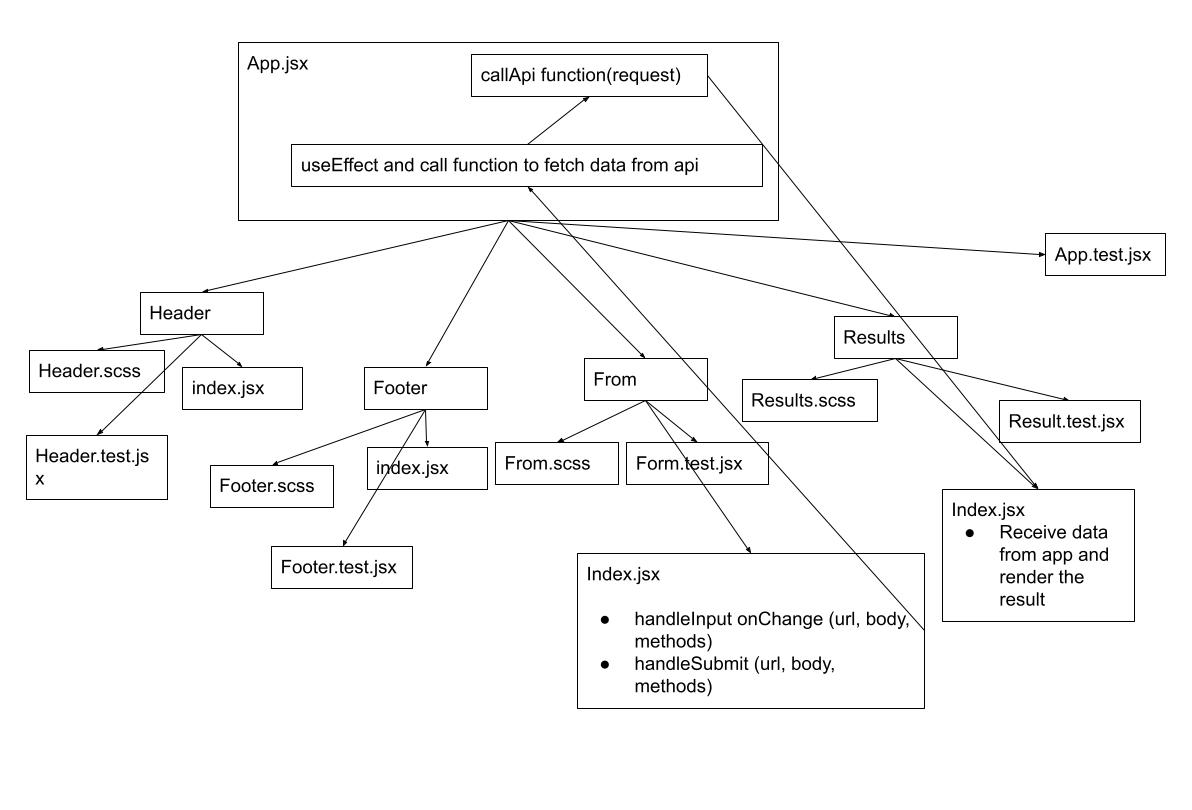 App.jsx
callApi function(request)
useEffect and call function to fetch data from api
App.test.jsx
Header
Results
Header.scss
index.jsx
Footer
From
Results.scss
Result.test.jsx
Header.test.js
x
Footer.scss
index.jsx
From.scss
Form.test.jsx
Footer.test.jsx
Index.jsx
● Receive data
from app and
render the
result
Index.jsx
● handleInput onChange (url, body,
methods)
● handleSubmit (url, body,
methods)